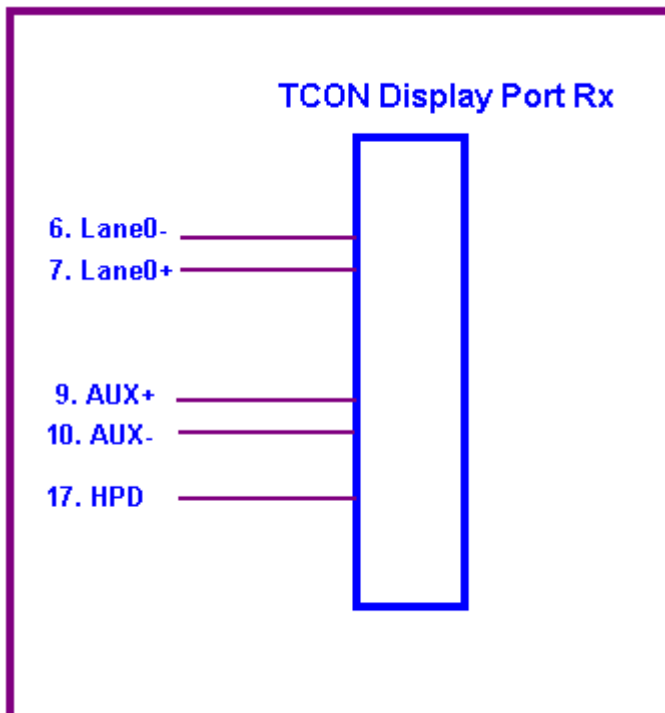 TCON Display Port Rx
6. Lane0-
7. Lane0+
9. AUX+
10. AUX-
17. HPD